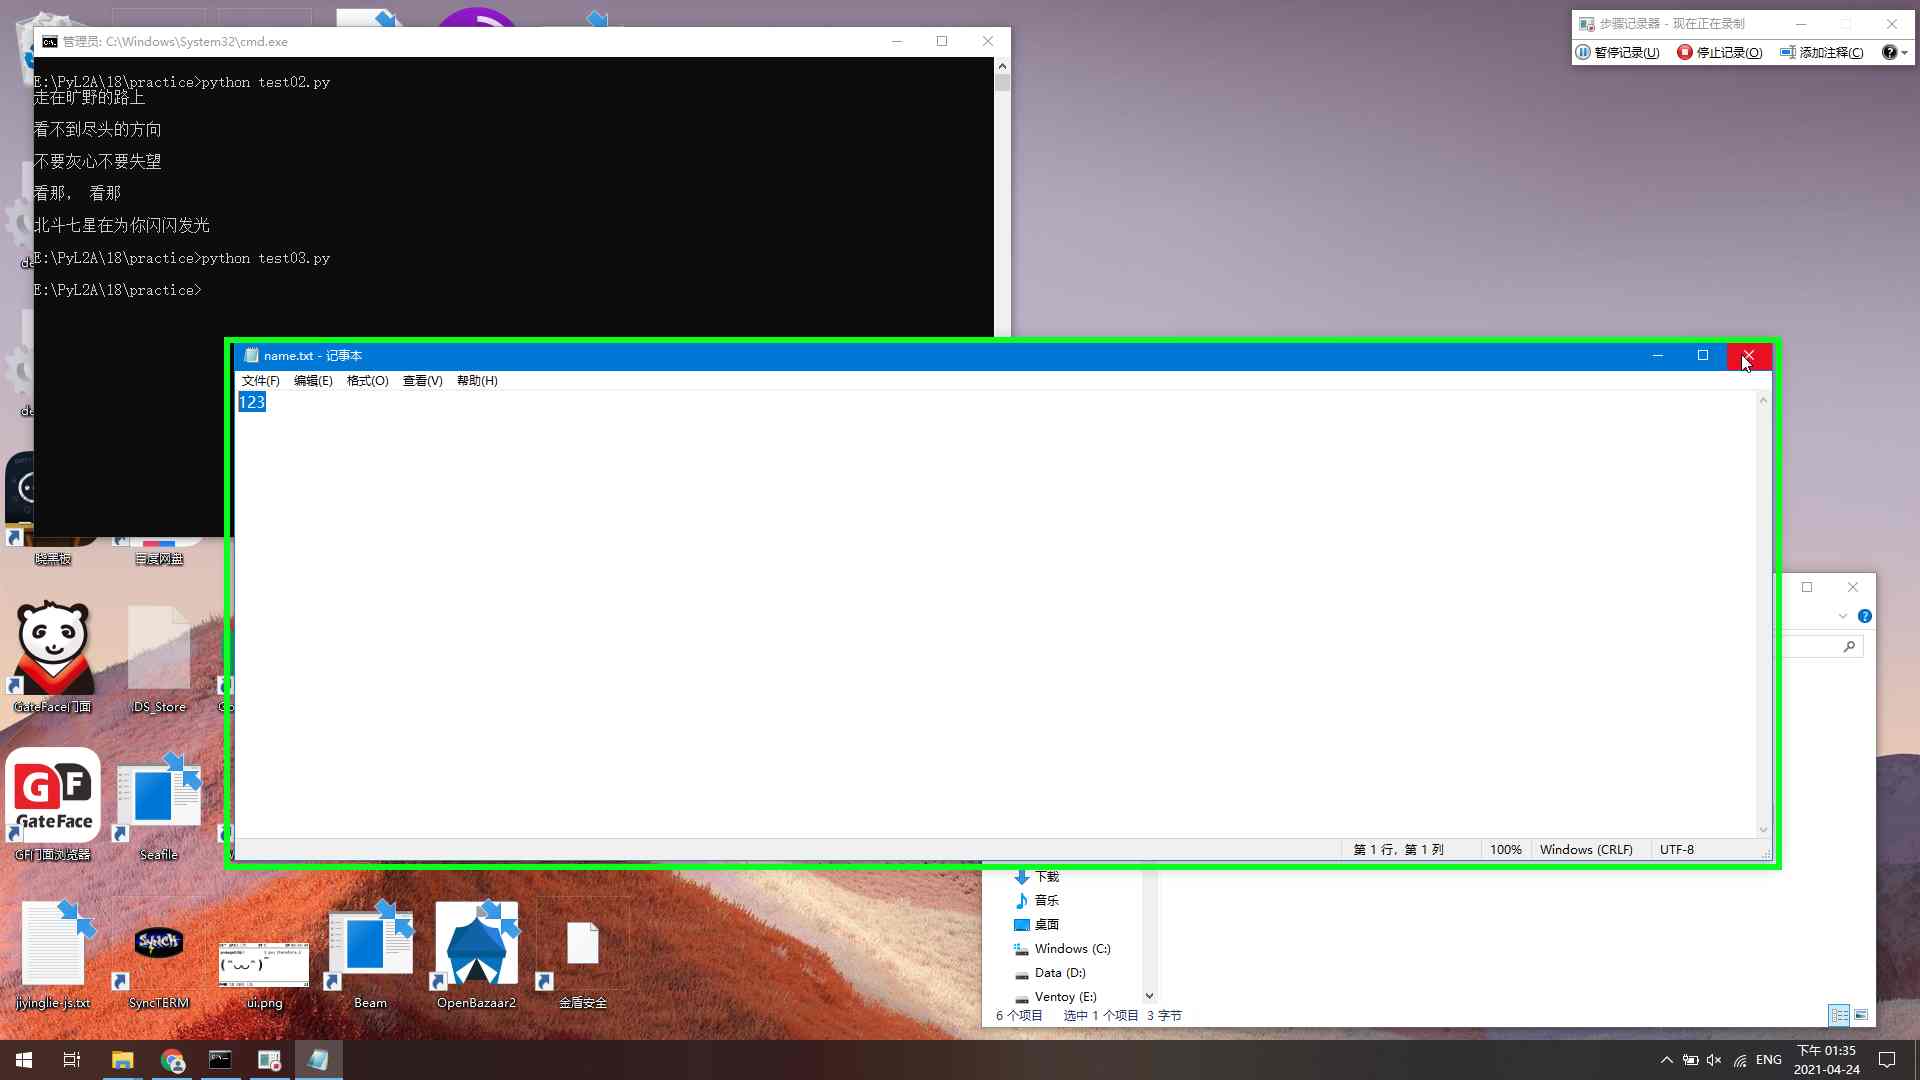 管理员: C:\Windows\System32\cmd.exe
E:\PyL2A\18\practice>python test02.py
走在旷野的路上
看不到尽头的方向
不要灰心不要失望
看那， 看那
北斗七星在为你闪闪发光
E:\PyL2A\18\practice>python test03.py
E:\PyL2A\18\practice>
步骤记录器 - 现在正在录制
暂停记录(U) 停止记录(O) 添加注释(C)
name.txt - 记事本
文件(F) 编辑(E) 格式(O) 查看(V) 帮助(H)
123
第 1 行，第 1 列 100% Windows (CRLF) UTF-8
晓黑板 百度网盘
GateFace门面 .DS_Store
GF
GateFace
GF门面浏览器 Seafile
下载
音乐
桌面
Windows (C:)
Data (D:)
Ventoy (E:)
6 个项目 选中 1 个项目 3 字节
SyncTERM
jiyinglie-js.txt SyncTERM ui.png Beam OpenBazaar2 金盾安全
ENG
下午 01:35
2021-04-24